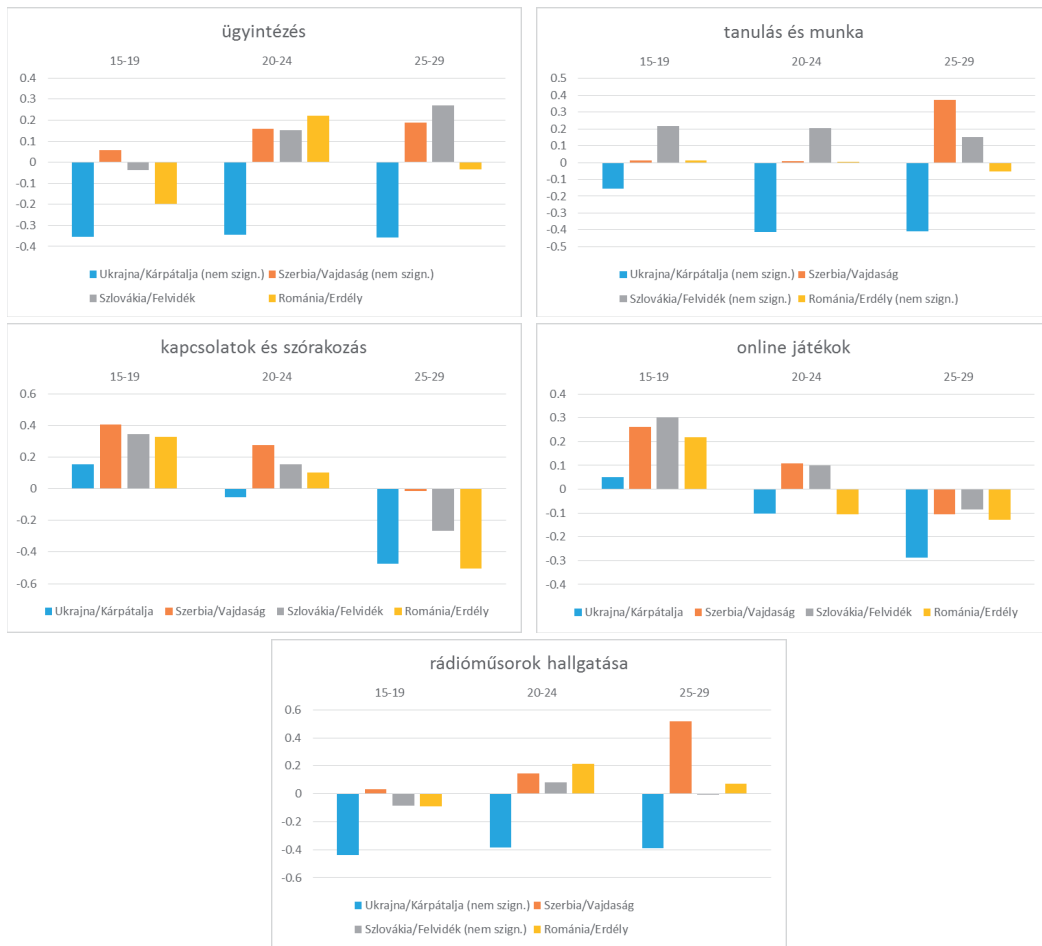 ügyintézés
15-19 20-24 25-29
0.4
0.3
0.2
0.1
0
-0.1
-0.2
-0.3
-0.4
Ukrajna/Kárpátalja (nem szign.) Szerbia/Vajdaság (nem szign.)
Szlovákia/Felvidék Románia/Erdély
tanulás és munka
15-19 20-24 25-29
0.5
0.4
0.3
0.2
0.1
0
-0.1
-0.2
-0.3
-0.4
-0.5
Ukrajna/Kárpátalja (nem szign.) Szerbia/Vajdaság
Szlovákia/Felvidék (nem szign.) Románia/Erdély (nem szign.)
kapcsolatok és szórakozás
15-19 20-24 25-29
0.6
0.4
0.2
0
-0.2
-0.4
-0.6
Ukrajna/Kárpátalja Szerbia/Vajdaság Szlovákia/Felvidék Románia/Erdély
online játékok
15-19 20-24 25-29
0.4
0.3
0.2
0.1
0
-0.1
-0.2
-0.3
-0.4
Ukrajna/Kárpátalja Szerbia/Vajdaság Szlovákia/Felvidék Románia/Erdély
rádióműsorok hallgatása
15-19 20-24 25-29
0.6
0.4
0.2
0
-0.2
-0.4
-0.6
Ukrajna/Kárpátalja (nem szign.) Szerbia/Vajdaság
Szlovákia/Felvidék (nem szign.) Románia/Erdély